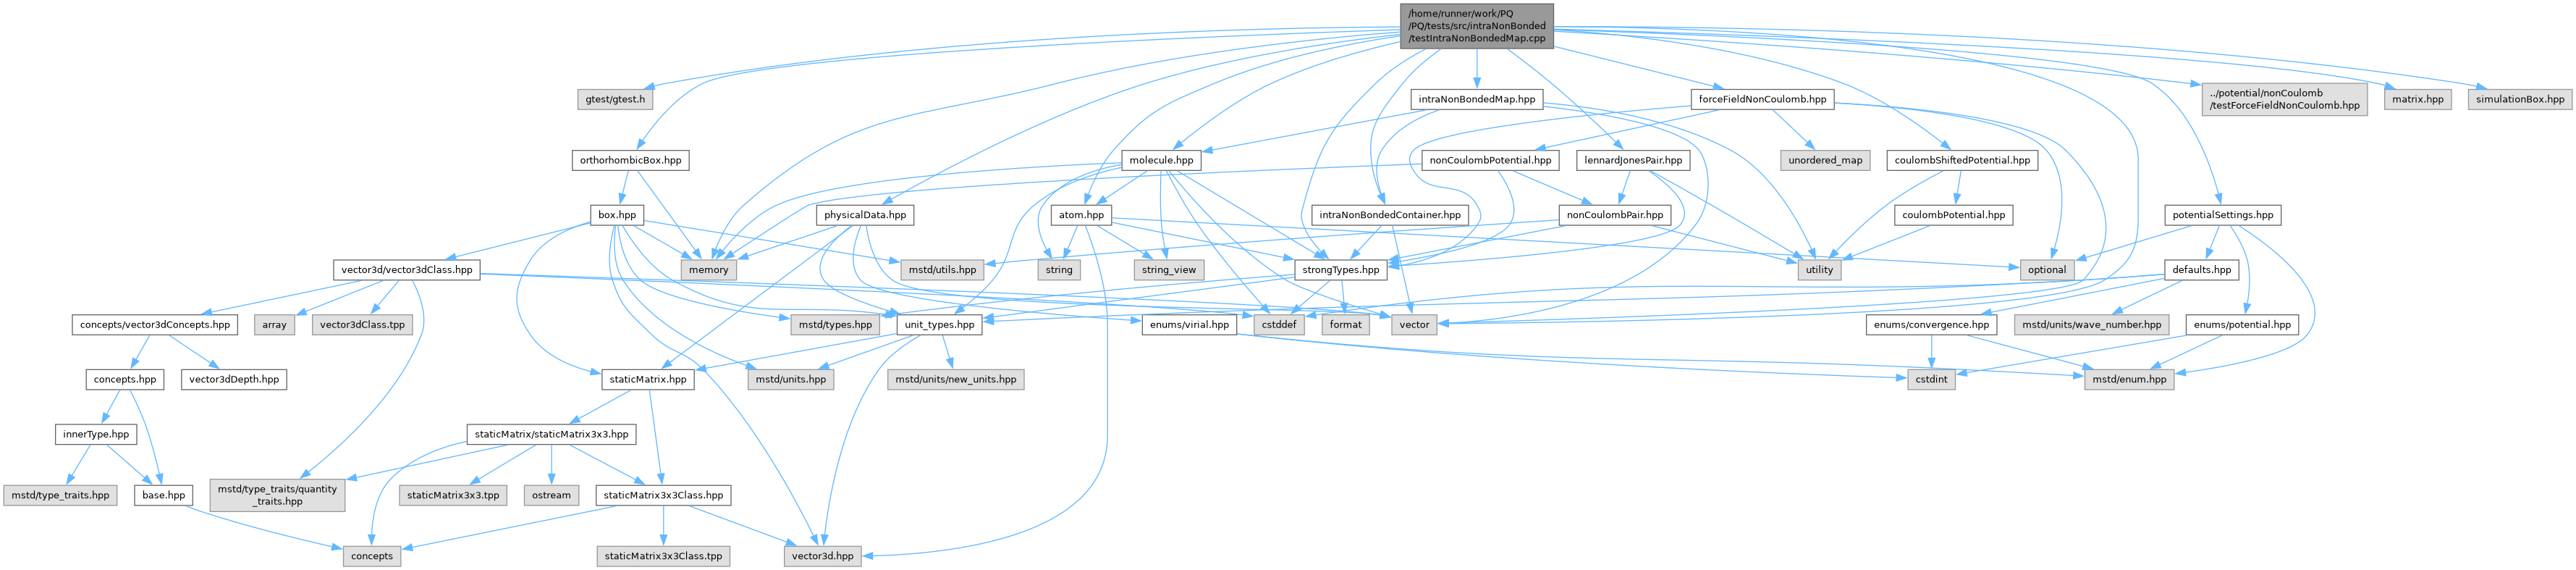 /home/runner/work/PQ
/PQ/tests/src/intraNonBonded
/testIntraNonBondedMap.cpp
gtest/gtest.h
intraNonBondedMap.hpp
forceFieldNonCoulomb.hpp
../potential/nonCoulomb
/testForceFieldNonCoulomb.hpp
matrix.hpp
simulationBox.hpp
orthorhombicBox.hpp
molecule.hpp
nonCoulombPotential.hpp
lennardJonesPair.hpp
unordered_map
coulombShiftedPotential.hpp
box.hpp
physicalData.hpp
atom.hpp
intraNonBondedContainer.hpp
nonCoulombPair.hpp
coulombPotential.hpp
potentialSettings.hpp
vector3d/vector3dClass.hpp
memory
mstd/utils.hpp
string
string_view
strongTypes.hpp
utility
optional
defaults.hpp
concepts/vector3dConcepts.hpp
array
vector3dClass.tpp
mstd/types.hpp
unit_types.hpp
enums/virial.hpp
cstddef
format
vector
enums/convergence.hpp
mstd/units/wave_number.hpp
enums/potential.hpp
concepts.hpp
vector3dDepth.hpp
staticMatrix.hpp
mstd/units.hpp
mstd/units/new_units.hpp
cstdint
mstd/enum.hpp
innerType.hpp
staticMatrix/staticMatrix3x3.hpp
mstd/type_traits.hpp
base.hpp
mstd/type_traits/quantity
_traits.hpp
staticMatrix3x3.tpp
ostream
staticMatrix3x3Class.hpp
concepts
staticMatrix3x3Class.tpp
vector3d.hpp